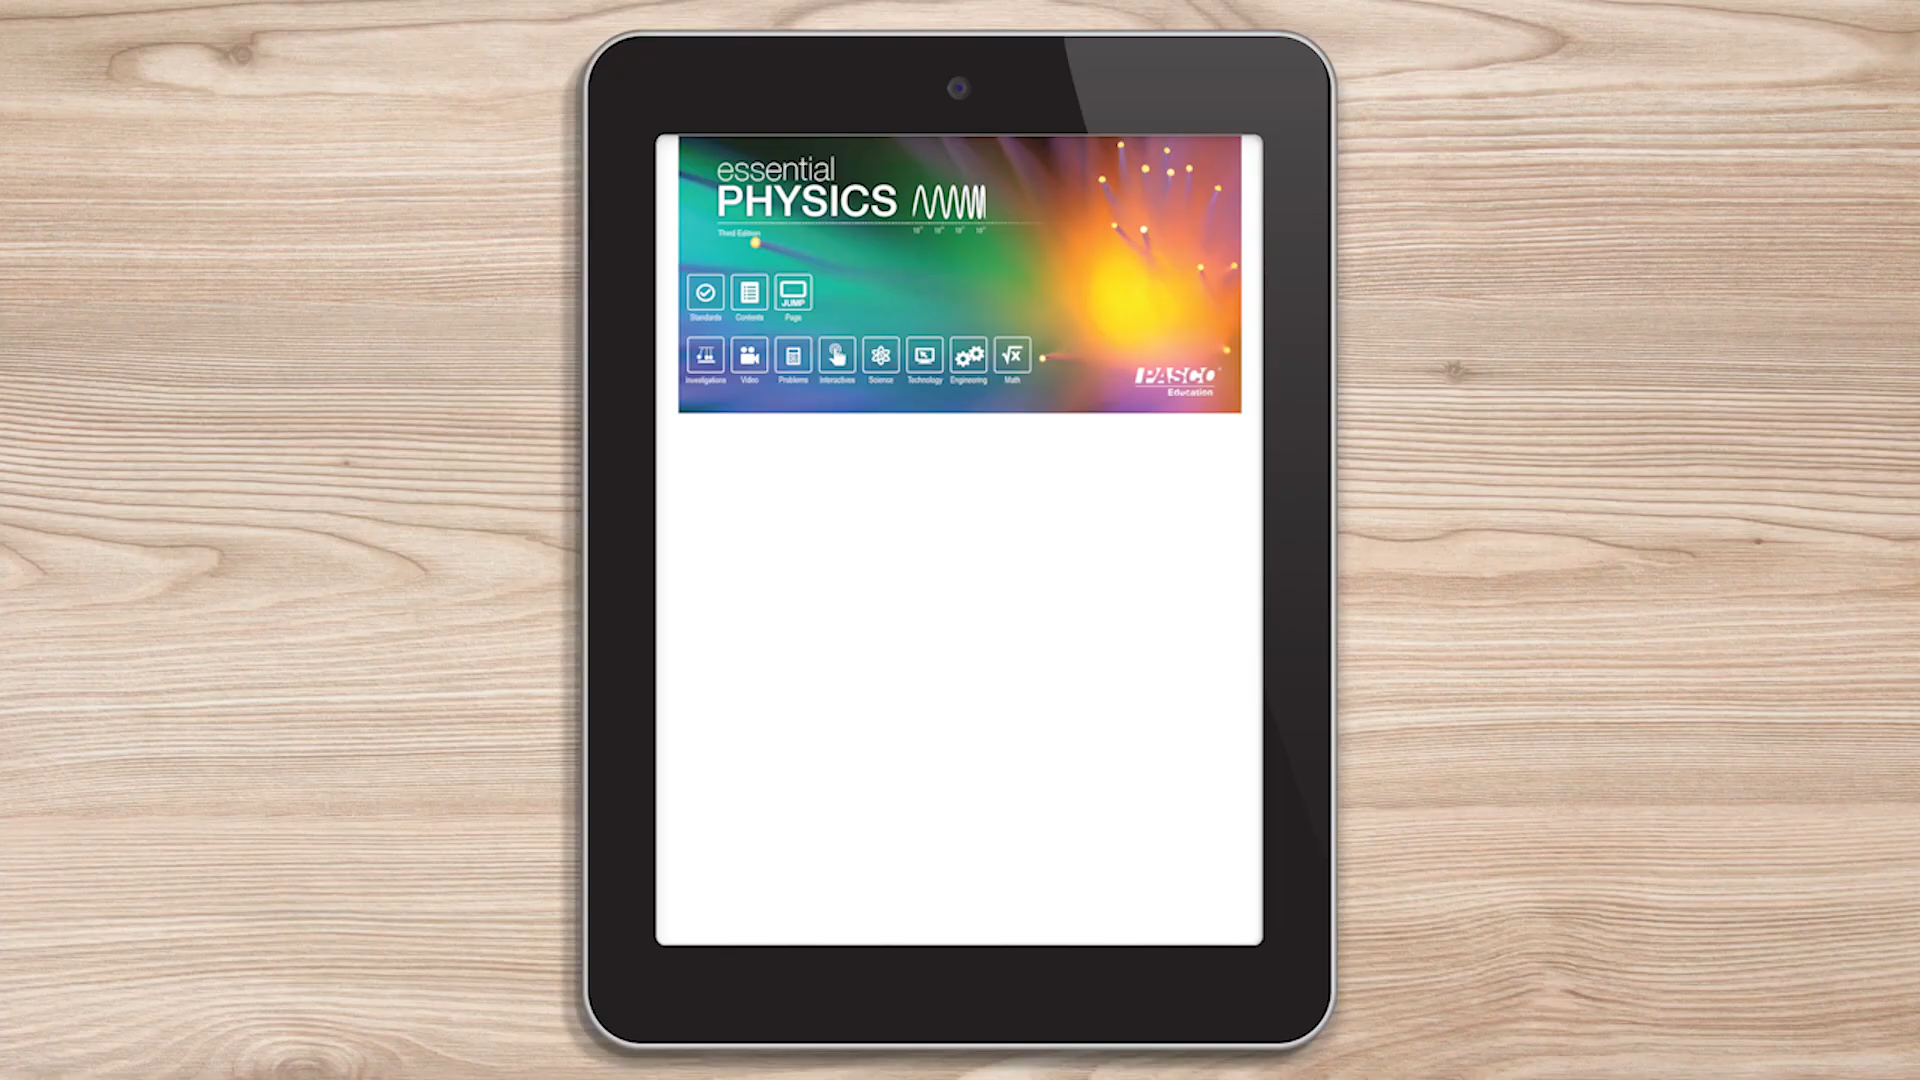 essential
PHYSICS
Third Edition
JUMP
Standards Contents Page
Investigations Video Problems Interactives Science Technology Engineering Math
√x
PASCO
Education